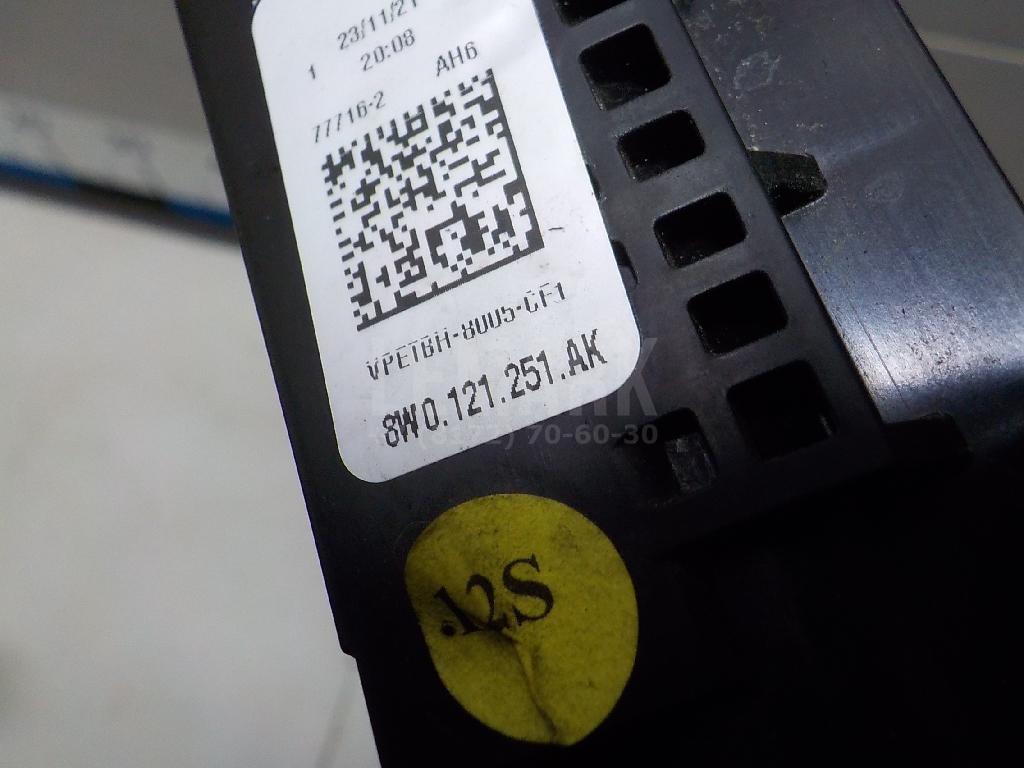 23/11/21
1 20:08
AH6
77716-2
VPETBH-8005-CF1
8W0.121.251.AK
70-60-30
.12S